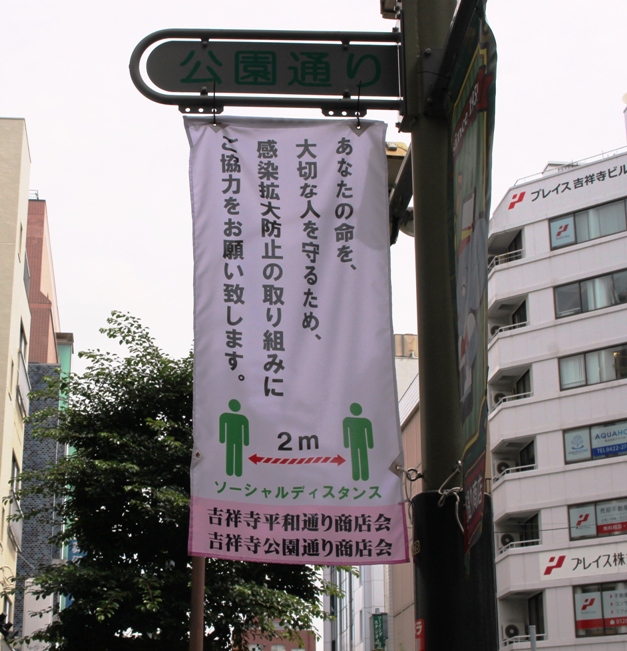 公園通り
あなたの命を、
大切な人を守るため、
感染拡大防止の取り組みに
ご協力をお願い致します。
2m
ソーシャルディスタンス
吉祥寺平和通り商店会
吉祥寺公園通り商店会
プレイス吉祥寺ビル
プレイス株